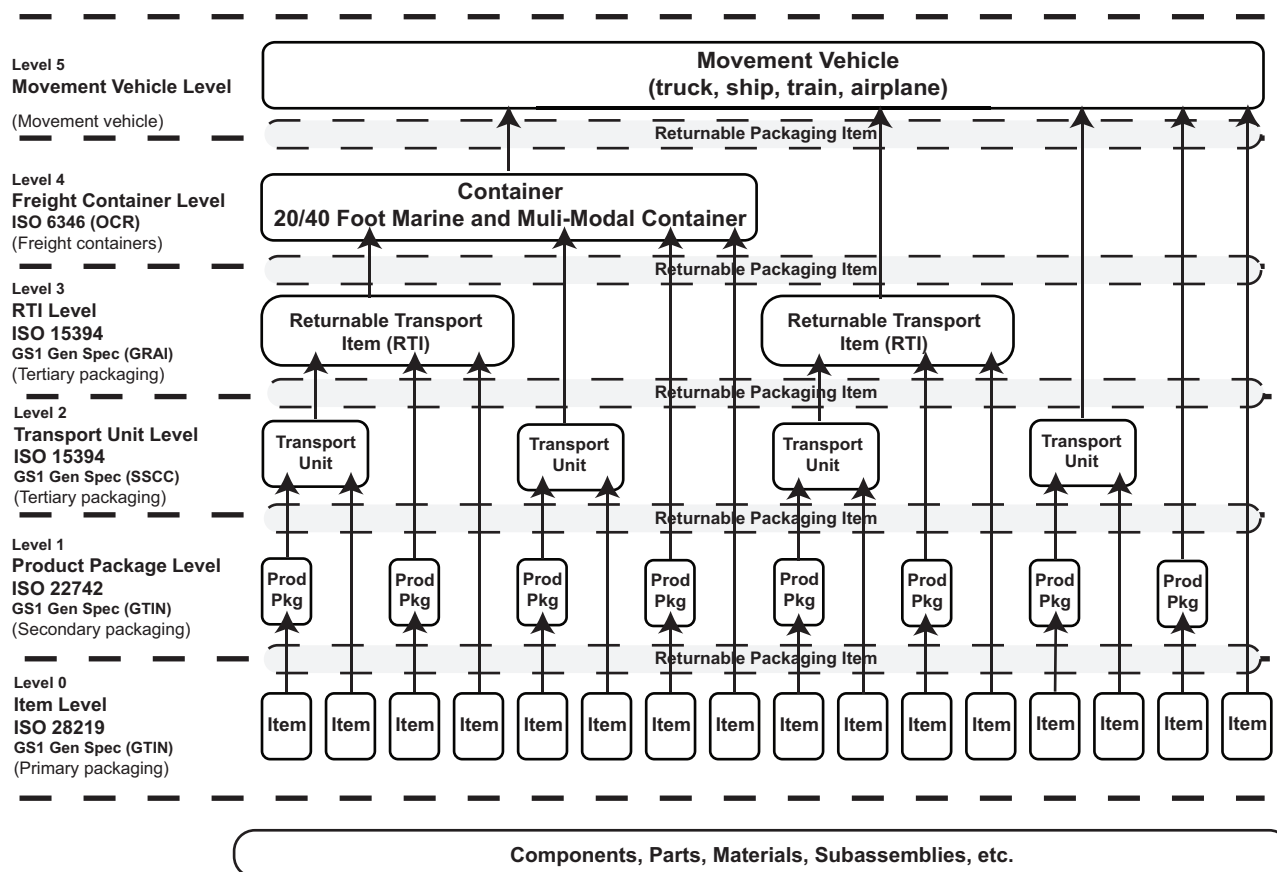 Level 5
Movement Vehicle Level
(Movement vehicle)
Movement Vehicle
(truck, ship, train, airplane)
Returnable Packaging Item
Level 4
Freight Container Level
ISO 6346 (OCR)
(Freight containers)
Container
20/40 Foot Marine and Muli-Modal Container
Returnable Packaging Item
Level 3
RTI Level
ISO 15394
GS1 Gen Spec (GRAI)
(Tertiary packaging)
Returnable Transport
Item (RTI)
Returnable Transport
Item (RTI)
Returnable Packaging Item
Level 2
Transport Unit Level
ISO 15394
GS1 Gen Spec (SSCC)
(Tertiary packaging)
Transport
Unit
Transport
Unit
Transport
Unit
Transport
Unit
Returnable Packaging Item
Level 1
Product Package Level
ISO 22742
GS1 Gen Spec (GTIN)
(Secondary packaging)
Prod
Pkg
Prod
Pkg
Prod
Pkg
Prod
Pkg
Prod
Pkg
Prod
Pkg
Prod
Pkg
Prod
Pkg
Returnable Packaging Item
Level 0
Item Level
ISO 28219
GS1 Gen Spec (GTIN)
(Primary packaging)
Item Item Item Item Item Item Item Item Item Item Item Item Item Item Item Item
Components, Parts, Materials, Subassemblies, etc.